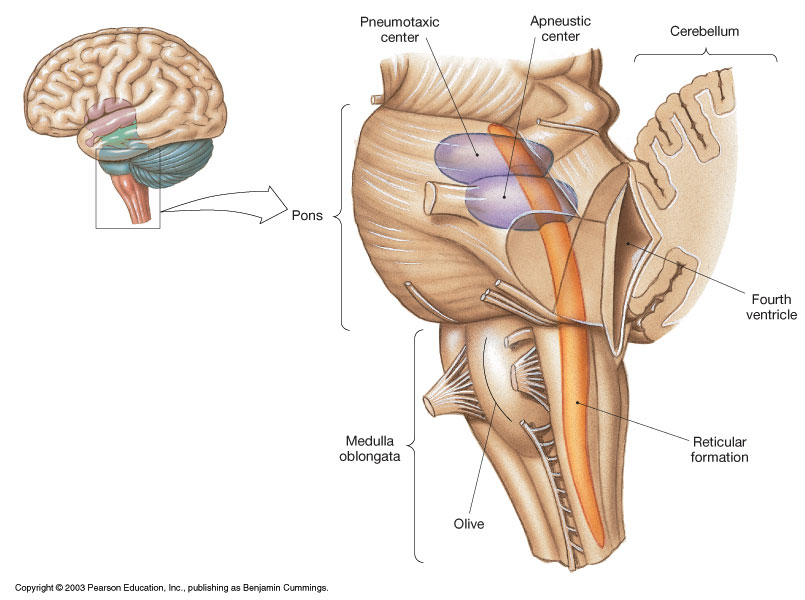 Pneumotaxic
center
Apneustic
center
Cerebellum
Pons
Fourth
ventricle
Medulla
oblongata
Reticular
formation
Olive
Copyright © 2003 Pearson Education, Inc., publishing as Benjamin Cummings.